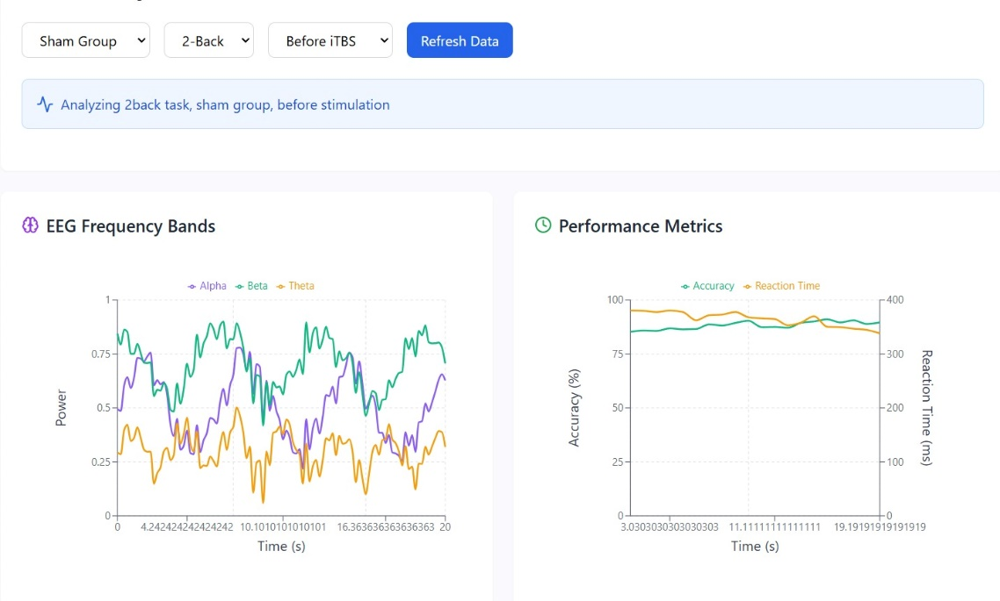 Sham Group 2-Back Before iTBS Refresh Data
Analyzing 2back task, sham group, before stimulation
EEG Frequency Bands
Alpha Beta Theta
1
0.75
0.5
0.25
0
Power
0 4.242424242424242 10.1010101010101 16.363636363636363 20
Time (s)
Performance Metrics
Accuracy Reaction Time
100
75
50
25
0
Accuracy (%)
400
300
200
100
0
Reaction Time (ms)
3.0303030303030303 11.11111111111111 19.19191919191919
Time (s)